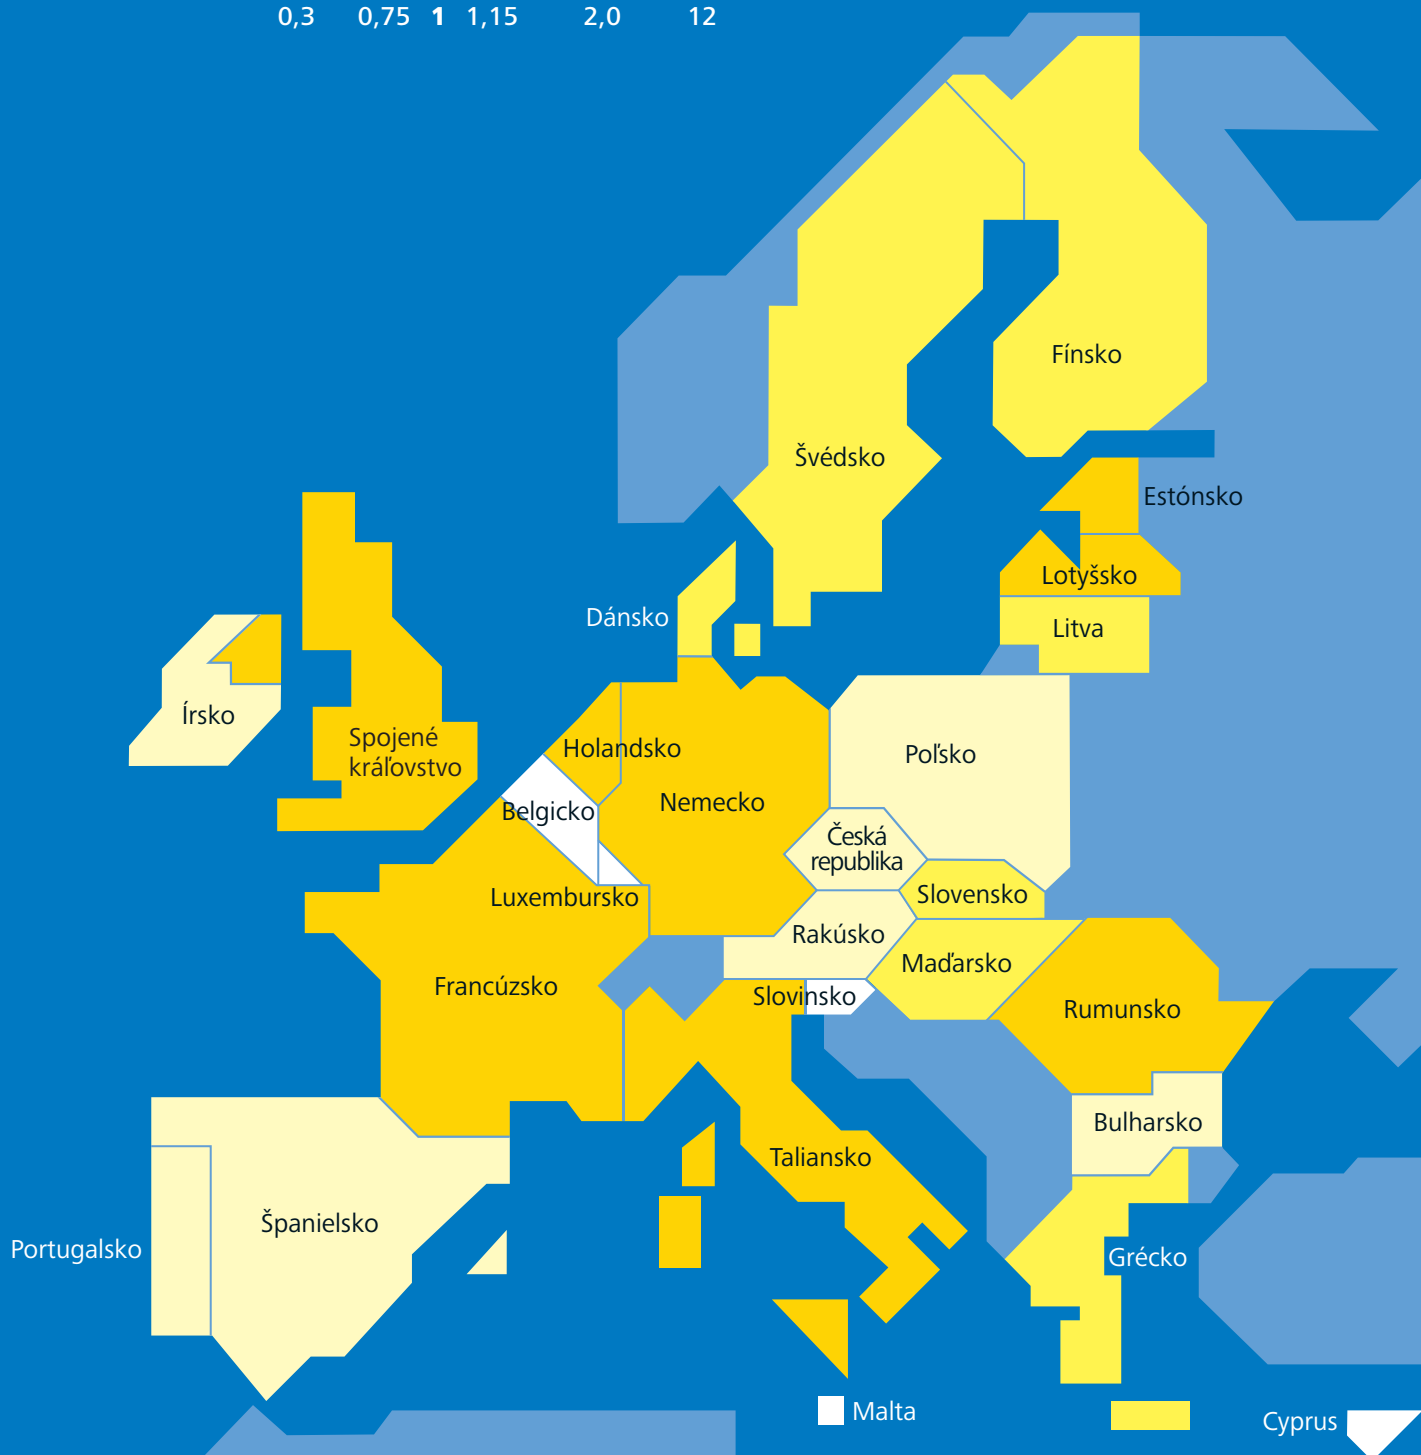 0,3 0,75 1 1,15 2,0 12
Fínsko
Švédsko
Estónsko
Lotyšsko
Dánsko
Litva
Írsko
Spojené
kráľovstvo
Holandsko
Poľsko
Nemecko
Belgicko
Česká
republika
Slovensko
Luxembursko
Rakúsko
Maďarsko
Francúzsko
Slovinsko
Rumunsko
Bulharsko
Taliansko
Španielsko
Portugalsko
Grécko
Malta
Cyprus